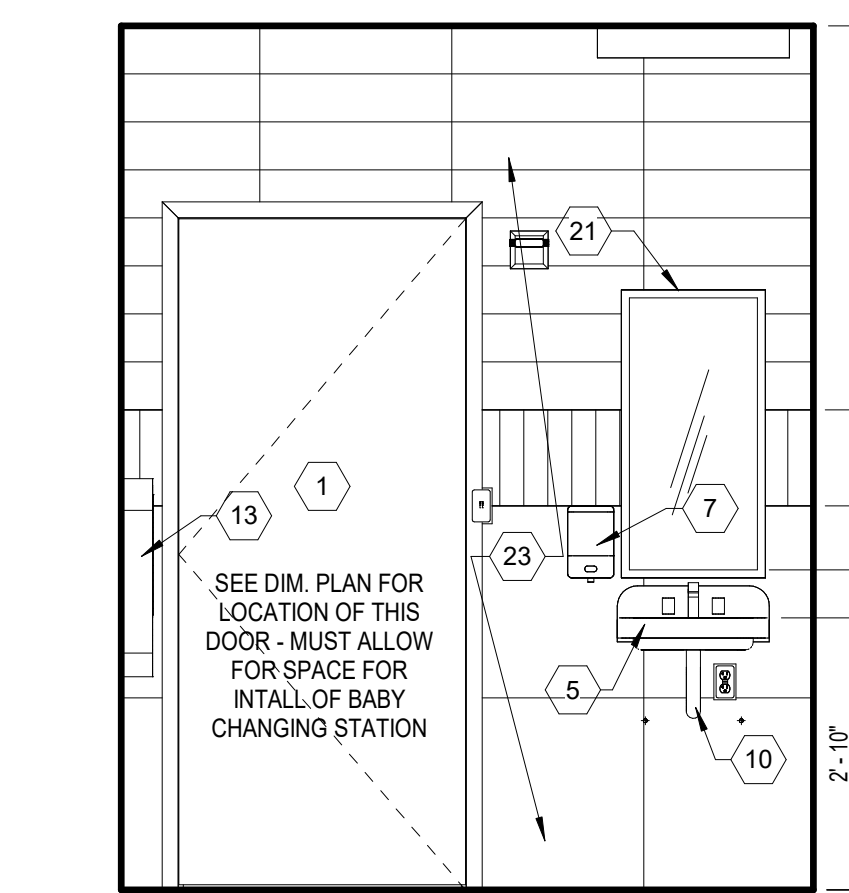 21
1
7
13
23
SEE DIM. PLAN FOR
LOCATION OF THIS
DOOR - MUST ALLOW
FOR SPACE FOR
INTALL OF BABY
CHANGING STATION
5
10
2' - 10"